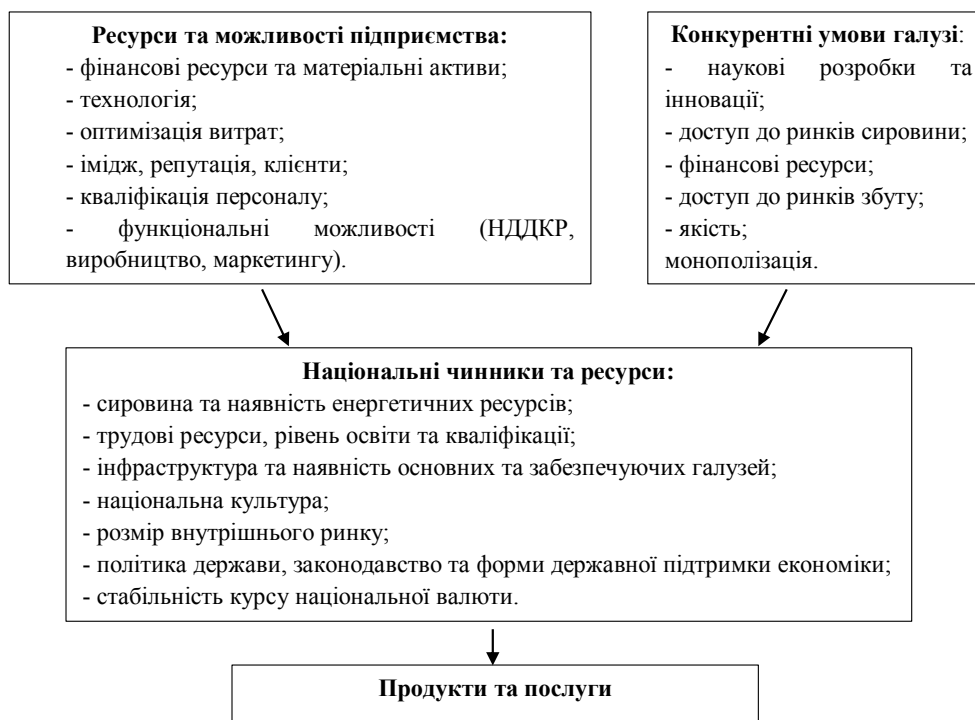 Ресурси та можливості підприємства:
- фінансові ресурси та матеріальні активи;
- технологія;
- оптимізація витрат;
- імідж, репутація, клієнти;
- кваліфікація персоналу;
- функціональні можливості (НДДКР,
виробництво, маркетингу).
Конкурентні умови галузі:
- наукові розробки та
інновації;
- доступ до ринків сировини;
- фінансові ресурси;
- доступ до ринків збуту;
- якість;
монополізація.
Національні чинники та ресурси:
- сировина та наявність енергетичних ресурсів;
- трудові ресурси, рівень освіти та кваліфікації;
- інфраструктура та наявність основних та забезпечуючих галузей;
- національна культура;
- розмір внутрішнього ринку;
- політика держави, законодавство та форми державної підтримки економіки;
- стабільність курсу національної валюти.
Продукти та послуги